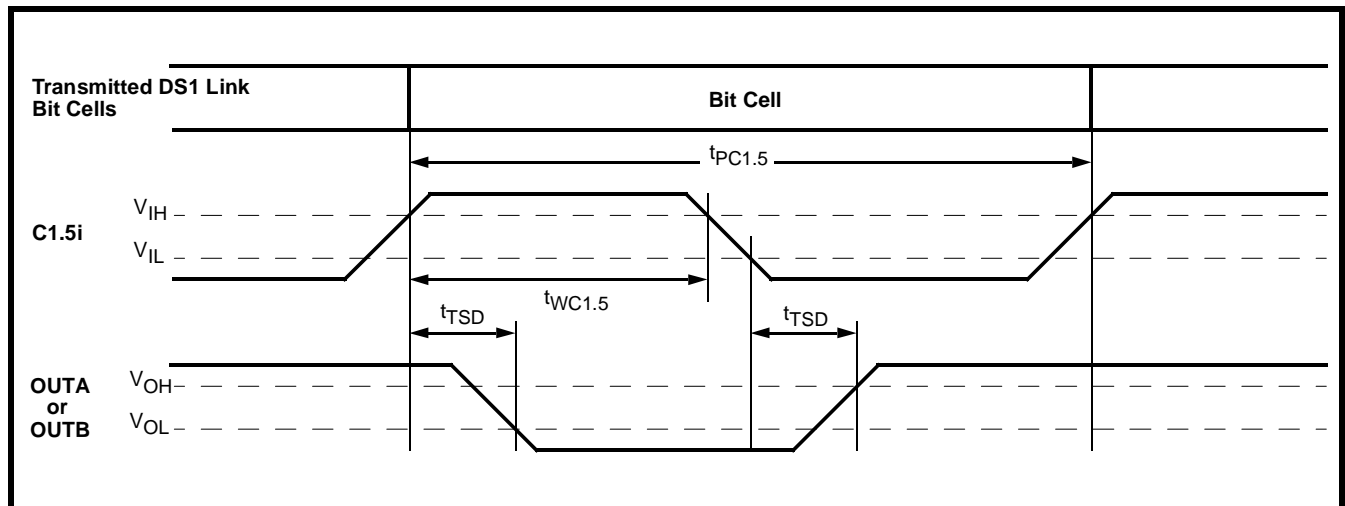 Transmitted DS1 Link
Bit Cells
Bit Cell
tPC1.5
VIH
C1.5i
VIL
tWC1.5
tTSD
tTSD
OUTA
or
OUTB
VOH
VOL